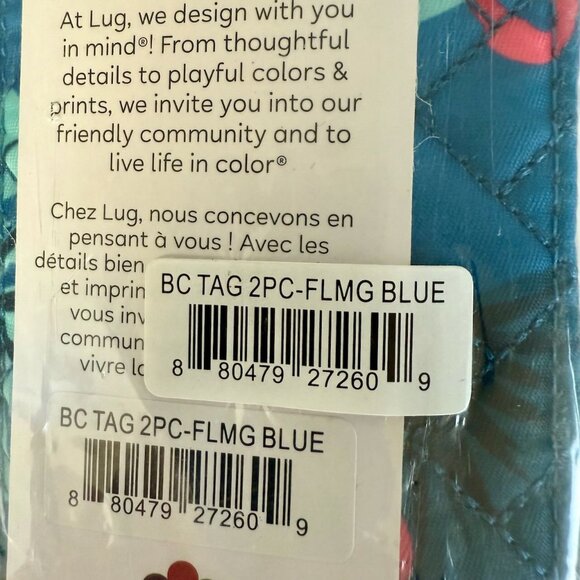 At Lug, we design with you
in mind®! From thoughtful
details to playful colors &
prints, we invite you into our
friendly community and to
live life in color®
Chez Lug, nous concevons en
pensant à vous ! Avec les
détails bien
et imprim
vous inv
commun
vivre la
BC TAG 2PC-FLMG BLUE
8 80479 27260 9
BC TAG 2PC-FLMG BLUE
8 80479 27260 9